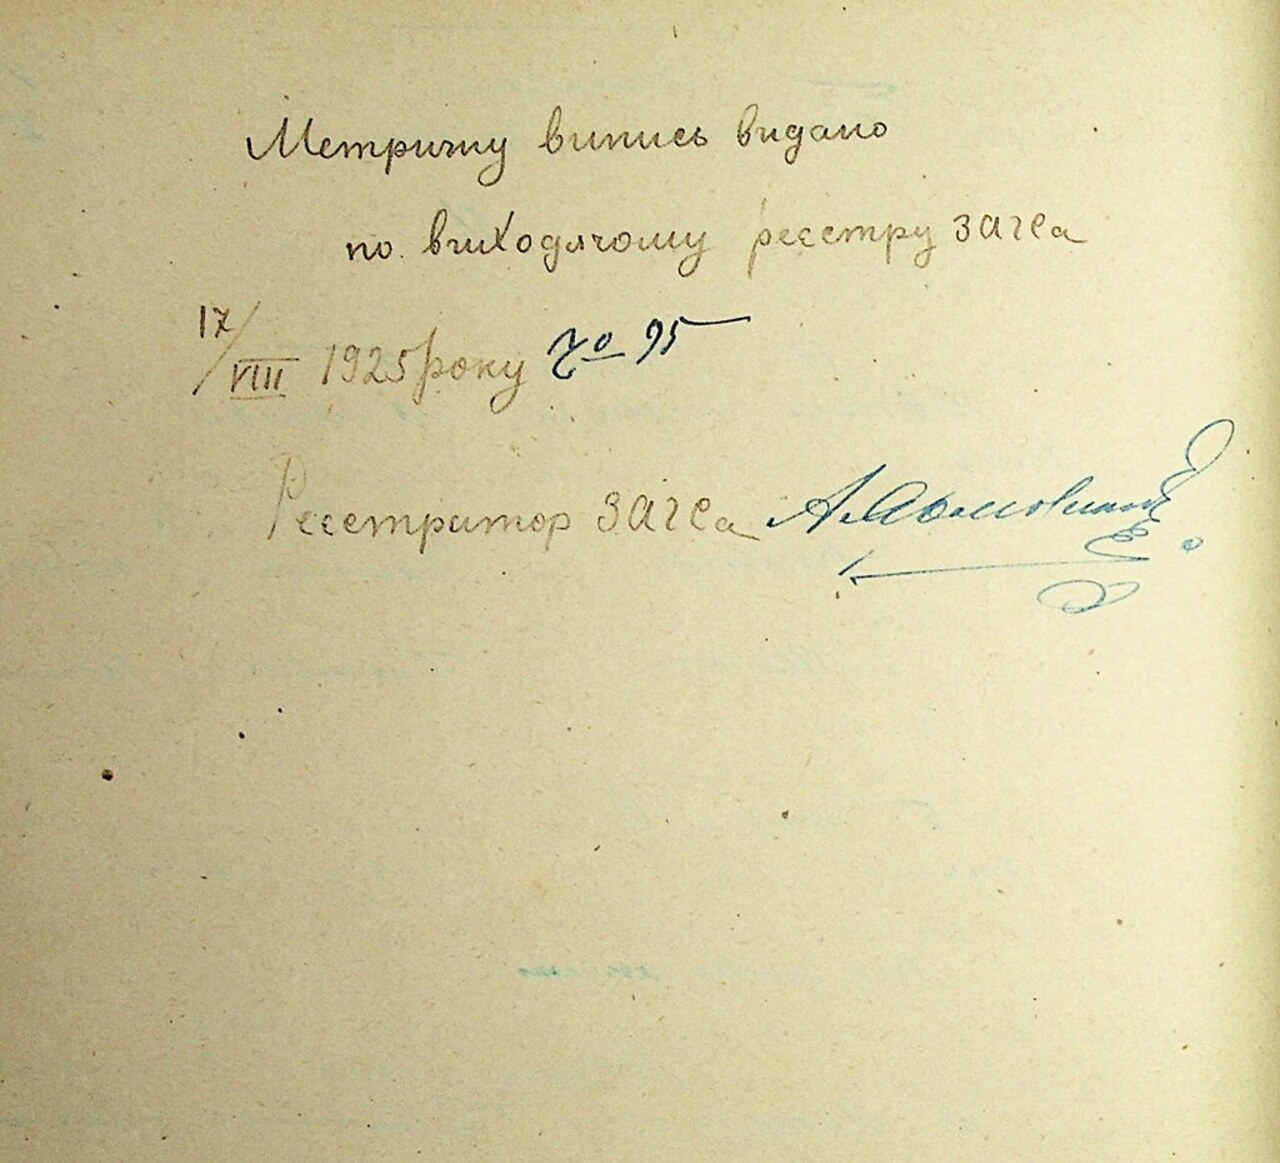 Метричну випись видано
по виходячому реєстру ЗАГСа
17/VIII 1925 року № 95
Реєстратор ЗАГСа А.